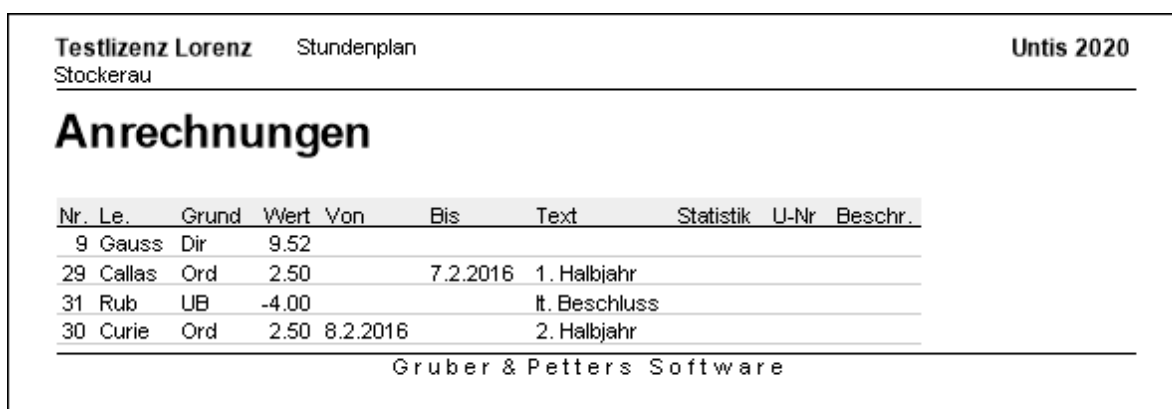 Testlizenz Lorenz Stundenplan Untis 2020
Stockerau
Anrechnungen
Nr. Le. Grund Wert Von Bis Text Statistik U-Nr Beschr.
9 Gauss Dir 9.52
29 Callas Ord 2.50 7.2.2016 1. Halbjahr
31 Rub UB -4.00 lt. Beschluss
30 Curie Ord 2.50 8.2.2016 2. Halbjahr
Gruber & Petters Software